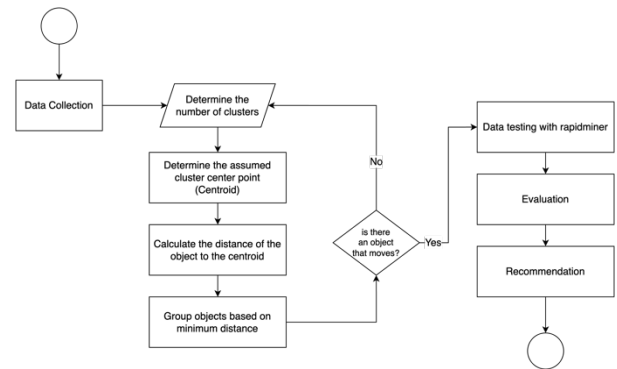 Data Collection
Determine the
number of clusters
Determine the assumed
cluster center point
(Centroid)
Calculate the distance of the
object to the centroid
Group objects based on
minimum distance
is there
an object
that moves?
No
Yes
Data testing with rapidminer
Evaluation
Recommendation